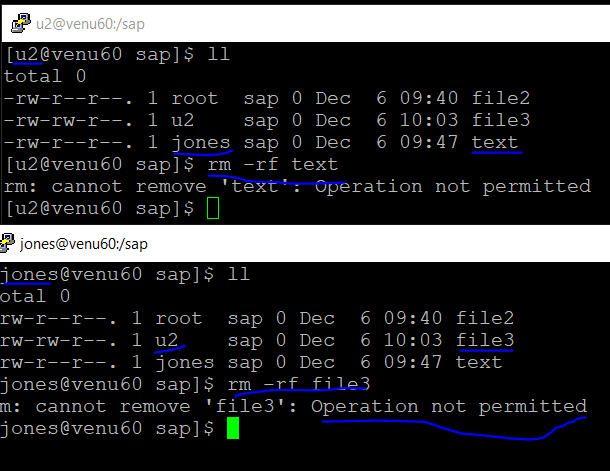 u2@venu60:/sap
[u2@venu60 sap]$ ll
total 0
-rw-r--r--. 1 root  sap 0 Dec  6 09:40 file2
-rw-rw-r--. 1 u2    sap 0 Dec  6 10:03 file3
-rw-r--r--. 1 jones sap 0 Dec  6 09:47 text
[u2@venu60 sap]$ rm -rf text
rm: cannot remove 'text': Operation not permitted
[u2@venu60 sap]$
jones@venu60:/sap
jones@venu60 sap]$ ll
otal 0
rw-r--r--. 1 root  sap 0 Dec  6 09:40 file2
rw-rw-r--. 1 u2    sap 0 Dec  6 10:03 file3
rw-r--r--. 1 jones sap 0 Dec  6 09:47 text
jones@venu60 sap]$ rm -rf file3
m: cannot remove 'file3': Operation not permitted
jones@venu60 sap]$